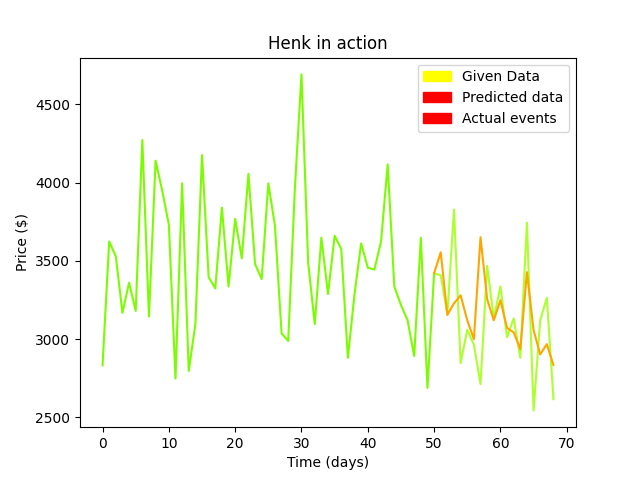 Henk in action
Given Data
Predicted data
Actual events
Price ($)
4500
4000
3500
3000
2500
0 10 20 30 40 50 60 70
Time (days)